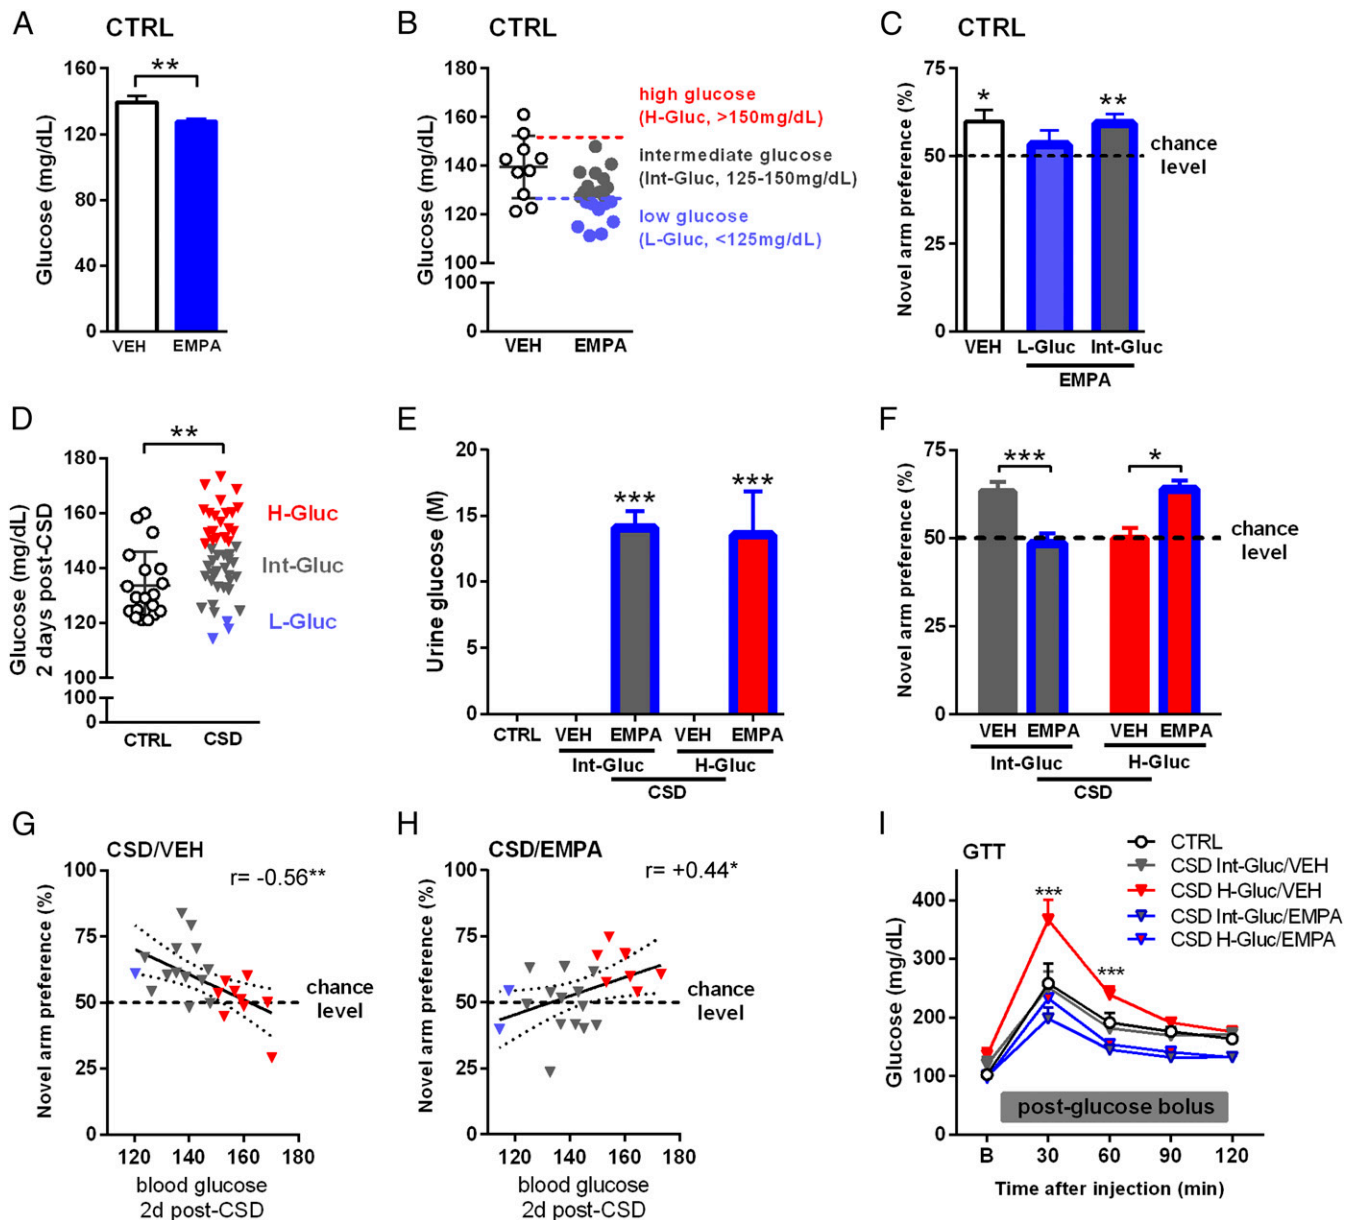 A
CTRL
**
Glucose (mg/dL)
160
120
80
40
0
VEH
EMPA
B
CTRL
Glucose (mg/dL)
180
160
140
120
100
100
0
VEH
EMPA
high glucose
(H-Gluc, >150mg/dL)
intermediate glucose
(Int-Gluc, 125-150mg/dL)
low glucose
(L-Gluc, <125mg/dL)
C
CTRL
Novel arm preference (%)
75
50
25
0
*
**
chance
level
VEH
L-Gluc
Int-Gluc
EMPA
D
**
Glucose (mg/dL)
2 days post-CSD
180
160
140
120
100
100
0
H-Gluc
Int-Gluc
L-Gluc
CTRL
CSD
E
Urine glucose (M)
20
15
10
5
0
***
***
CTRL
VEH
EMPA
VEH
EMPA
Int-Gluc
H-Gluc
CSD
F
Novel arm preference (%)
75
50
25
0
***
*
chance
level
VEH
EMPA
VEH
EMPA
Int-Gluc
H-Gluc
CSD
G
CSD/VEH
r= -0.56**
Novel arm preference (%)
100
75
50
25
0
chance
level
120
140
160
180
blood glucose
2d post-CSD
H
CSD/EMPA
r= +0.44*
Novel arm preference (%)
100
75
50
25
0
chance
level
120
140
160
180
blood glucose
2d post-CSD
I
GTT
CTRL
CSD Int-Gluc/VEH
CSD H-Gluc/VEH
CSD Int-Gluc/EMPA
CSD H-Gluc/EMPA
Glucose (mg/dL)
400
300
200
100
0
***
***
post-glucose bolus
B
30
60
90
120
Time after injection (min)